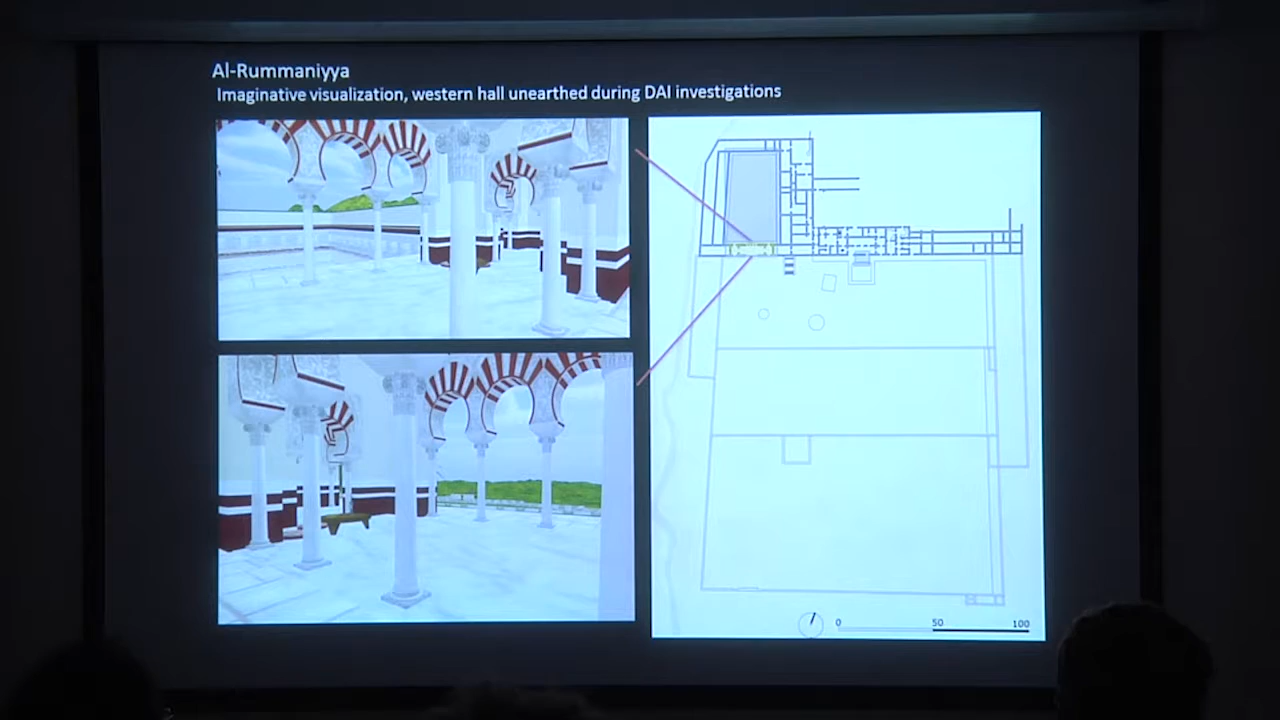 Al-Rummaniyya
Imaginative visualization, western hall unearthed during DAI investigations
0 50 100